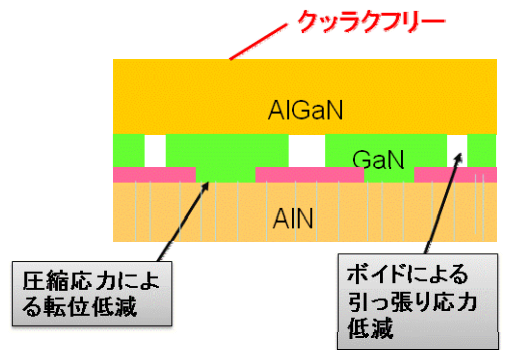 クッラクフリー
AlGaN
GaN
AlN
圧縮応力によ
る転位低減
ボイドによる
引っ張り応力
低減